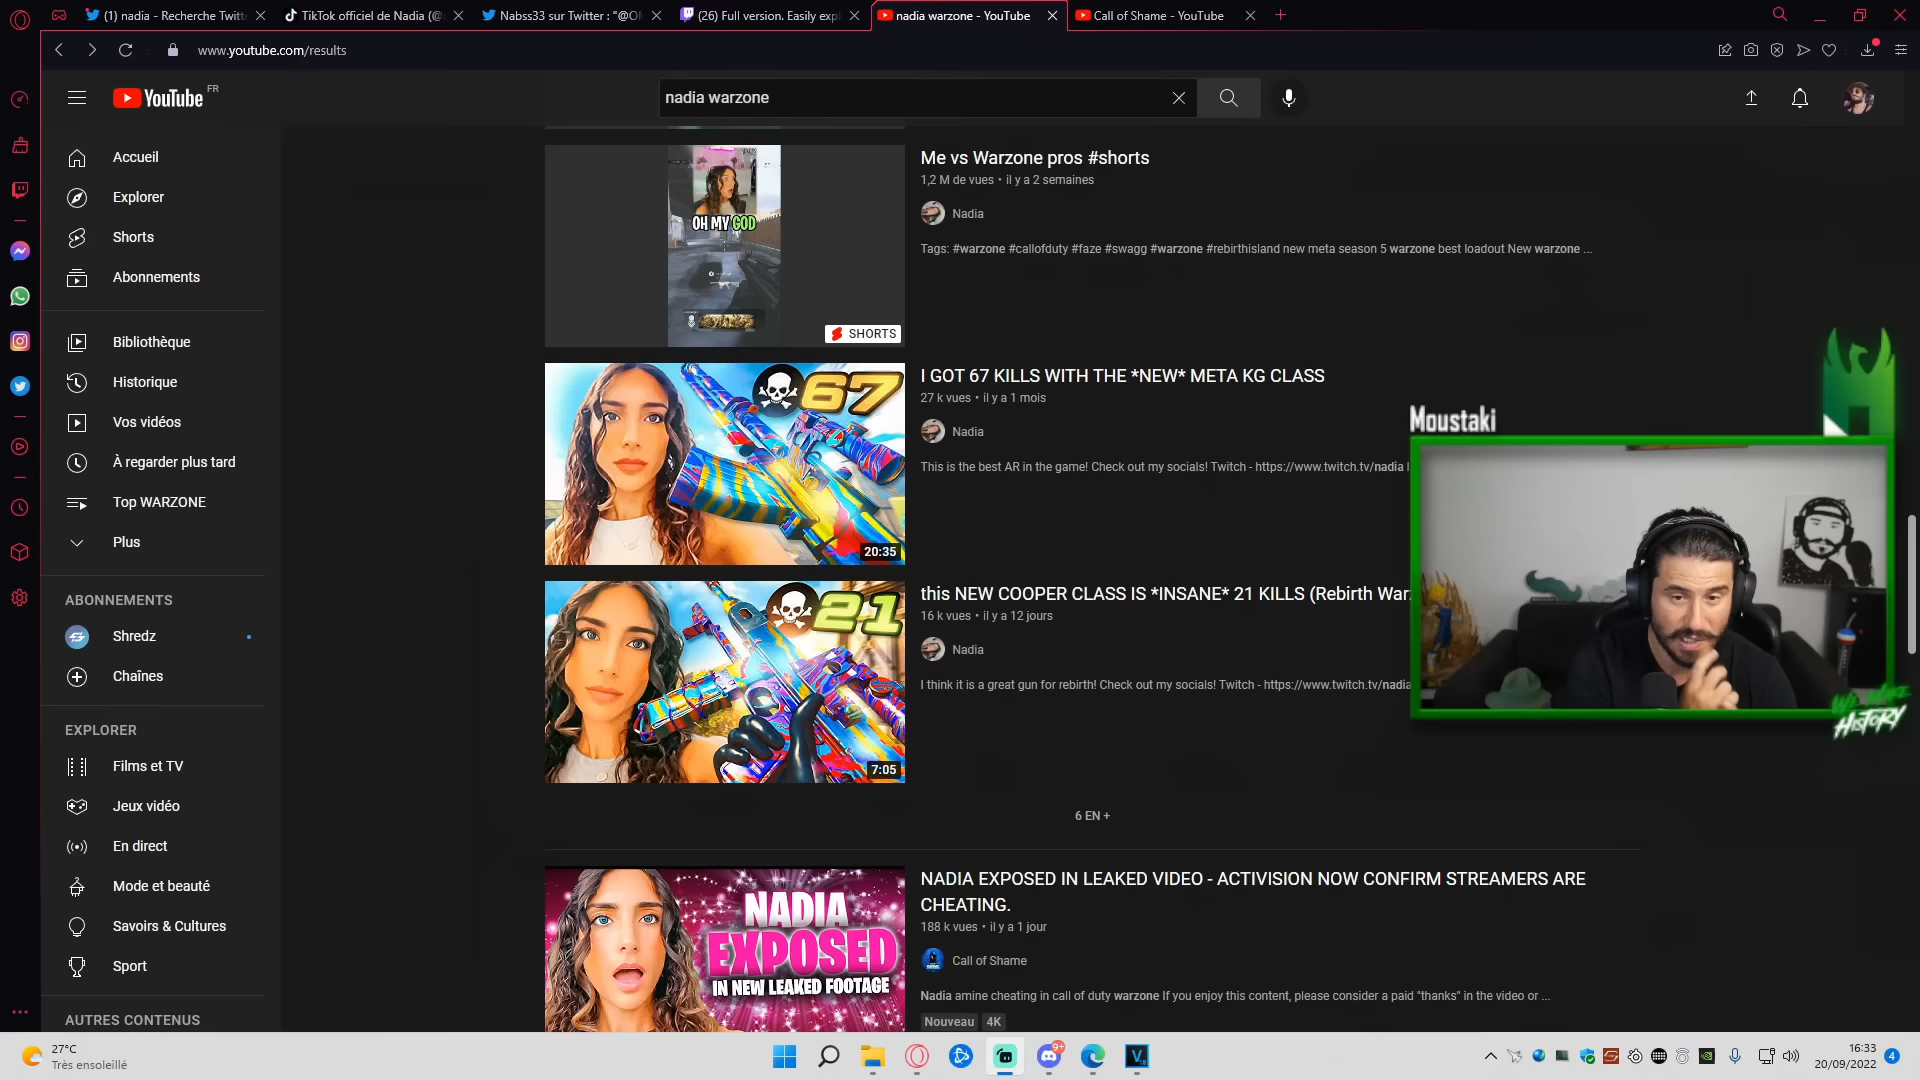 (1) nadia - Recherche Twitt
TikTok officiel de Nadia (@
Nabss33 sur Twitter : "@O
(26) Full version. Easily exp
nadia warzone - YouTube
Call of Shame - YouTube
www.youtube.com/results
YouTube FR
nadia warzone
Accueil
Explorer
Shorts
Abonnements
Bibliothèque
Historique
Vos vidéos
À regarder plus tard
Top WARZONE
Plus
ABONNEMENTS
Shredz
Chaînes
EXPLORER
Films et TV
Jeux vidéo
En direct
Mode et beauté
Savoirs & Cultures
Sport
AUTRES CONTENUS
OH MY GOD
SHORTS
Me vs Warzone pros #shorts
1,2 M de vues • il y a 2 semaines
Nadia
Tags: #warzone #callofduty #faze #swagg #warzone #rebirthisland new meta season 5 warzone best loadout New warzone ...
67
20:35
I GOT 67 KILLS WITH THE *NEW* META KG CLASS
27 k vues • il y a 1 mois
Nadia
This is the best AR in the game! Check out my socials! Twitch - https://www.twitch.tv/nadia I
21
7:05
this NEW COOPER CLASS IS *INSANE* 21 KILLS (Rebirth War
16 k vues • il y a 12 jours
Nadia
I think it is a great gun for rebirth! Check out my socials! Twitch - https://www.twitch.tv/nadia
6 EN +
NADIA
EXPOSED
IN NEW LEAKED FOOTAGE
NADIA EXPOSED IN LEAKED VIDEO - ACTIVISION NOW CONFIRM STREAMERS ARE
CHEATING.
188 k vues • il y a 1 jour
Call of Shame
Nadia amine cheating in call of duty warzone If you enjoy this content, please consider a paid "thanks" in the video or ...
Nouveau 4K
Moustaki
WE MAKE
HISTORY
27°C
Très ensoleillé
9+
16:33
20/09/2022
4